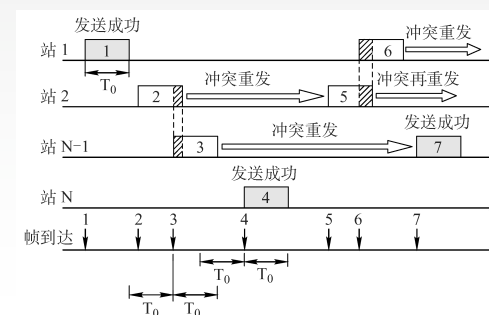 发送成功
冲突重发
站 1
1
6
T₀
冲突重发
冲突再重发
站 2
2
5
冲突重发
发送成功
站 N-1
3
7
发送成功
站 N
4
1 2 3 4 5 6 7
帧到达
T₀ T₀
T₀ T₀